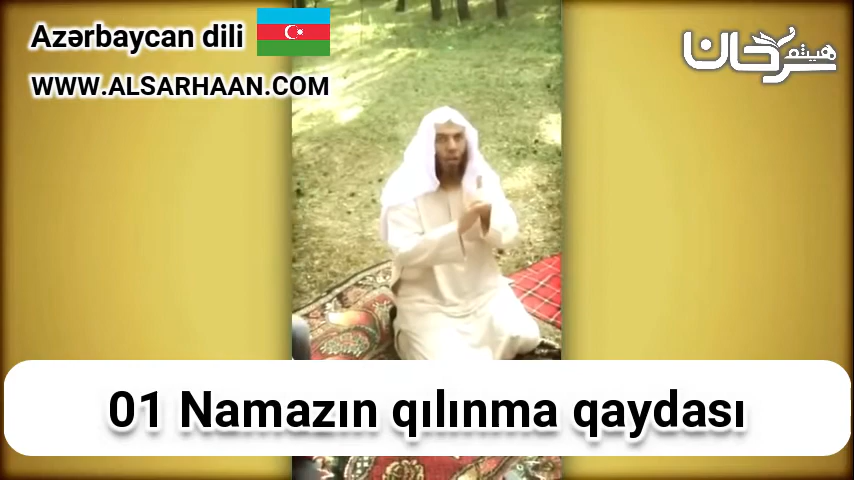 Azərbaycan dili
WWW.ALSARHAAN.COM
هيثم
سرحان
01 Namazın qılınma qaydası